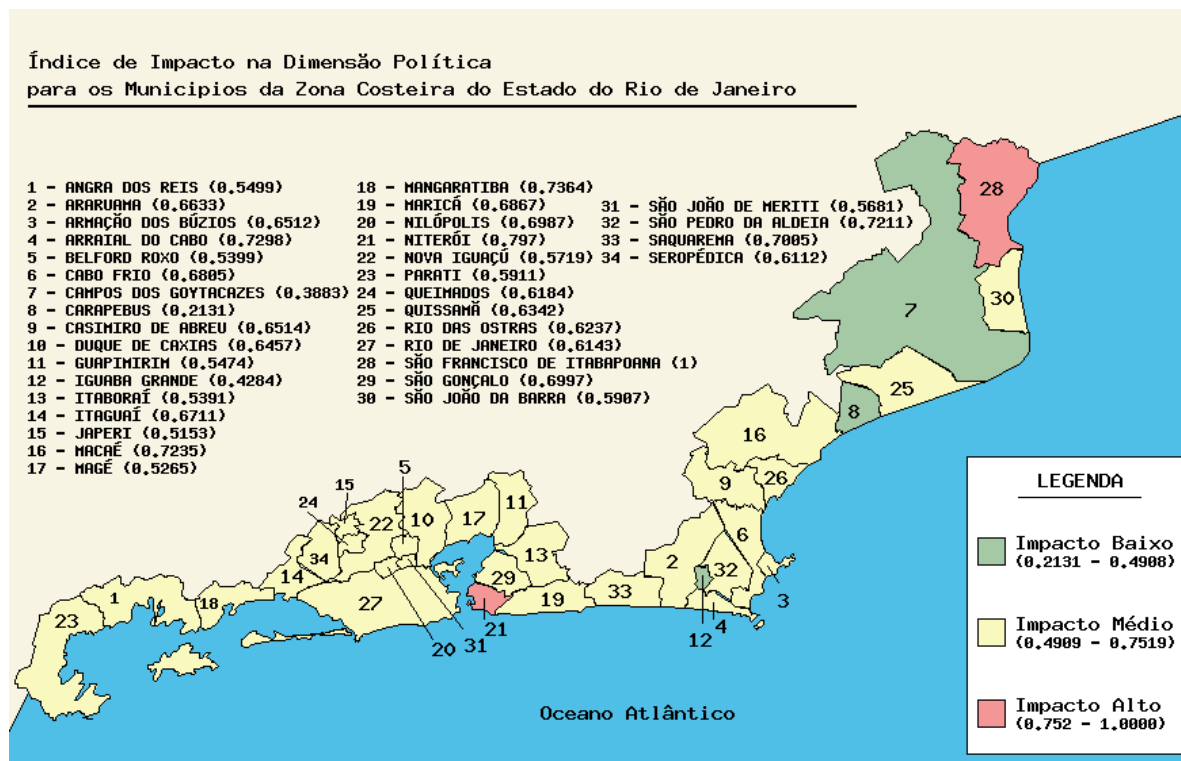 Índice de Impacto na Dimensão Política
para os Municipios da Zona Costeira do Estado do Rio de Janeiro
1 - ANGRA DOS REIS (0.5499)
2 - ARARUAMA (0.6633)
3 - ARMAÇÃO DOS BÚZIOS (0.6512)
4 - ARRAIAL DO CABO (0.7298)
5 - BELFORD ROXO (0.5399)
6 - CABO FRIO (0.6805)
7 - CAMPOS DOS GOYTACAZES (0.3883)
8 - CARAPEBUS (0.2131)
9 - CASIMIRO DE ABREU (0.6514)
10 - DUQUE DE CAXIAS (0.6457)
11 - GUAPIMIRIM (0.5474)
12 - IGUABA GRANDE (0.4284)
13 - ITABORAÍ (0.5391)
14 - ITAGUAÍ (0.6711)
15 - JAPERI (0.5153)
16 - MACAÉ (0.7235)
17 - MAGÉ (0.5265)
18 - MANGARATIBA (0.7364)
19 - MARICÁ (0.6867)
20 - NILÓPOLIS (0.6987)
21 - NITERÓI (0.797)
22 - NOVA IGUAÇÚ (0.5719)
23 - PARATI (0.5911)
24 - QUEIMADOS (0.6184)
25 - QUISSAMÃ (0.6342)
26 - RIO DAS OSTRAS (0.6237)
27 - RIO DE JANEIRO (0.6143)
28 - SÃO FRANCISCO DE ITABAPOANA (1)
29 - SÃO GONÇALO (0.6997)
30 - SÃO JOÃO DA BARRA (0.5907)
31 - SÃO JOÃO DE MERITI (0.5681)
32 - SÃO PEDRO DA ALDEIA (0.7211)
33 - SAQUAREMA (0.7005)
34 - SEROPÉDICA (0.6112)
28
30
7
25
8
16
9
26
6
5
15
24
22
10
17
11
34
13
14
2
32
29
1
18
23
27
19
33
3
21
4
12
20
31
Oceano Atlântico
LEGENDA
Impacto Baixo
(0.2131 - 0.4908)
Impacto Médio
(0.4909 - 0.7519)
Impacto Alto
(0.752 - 1.0000)